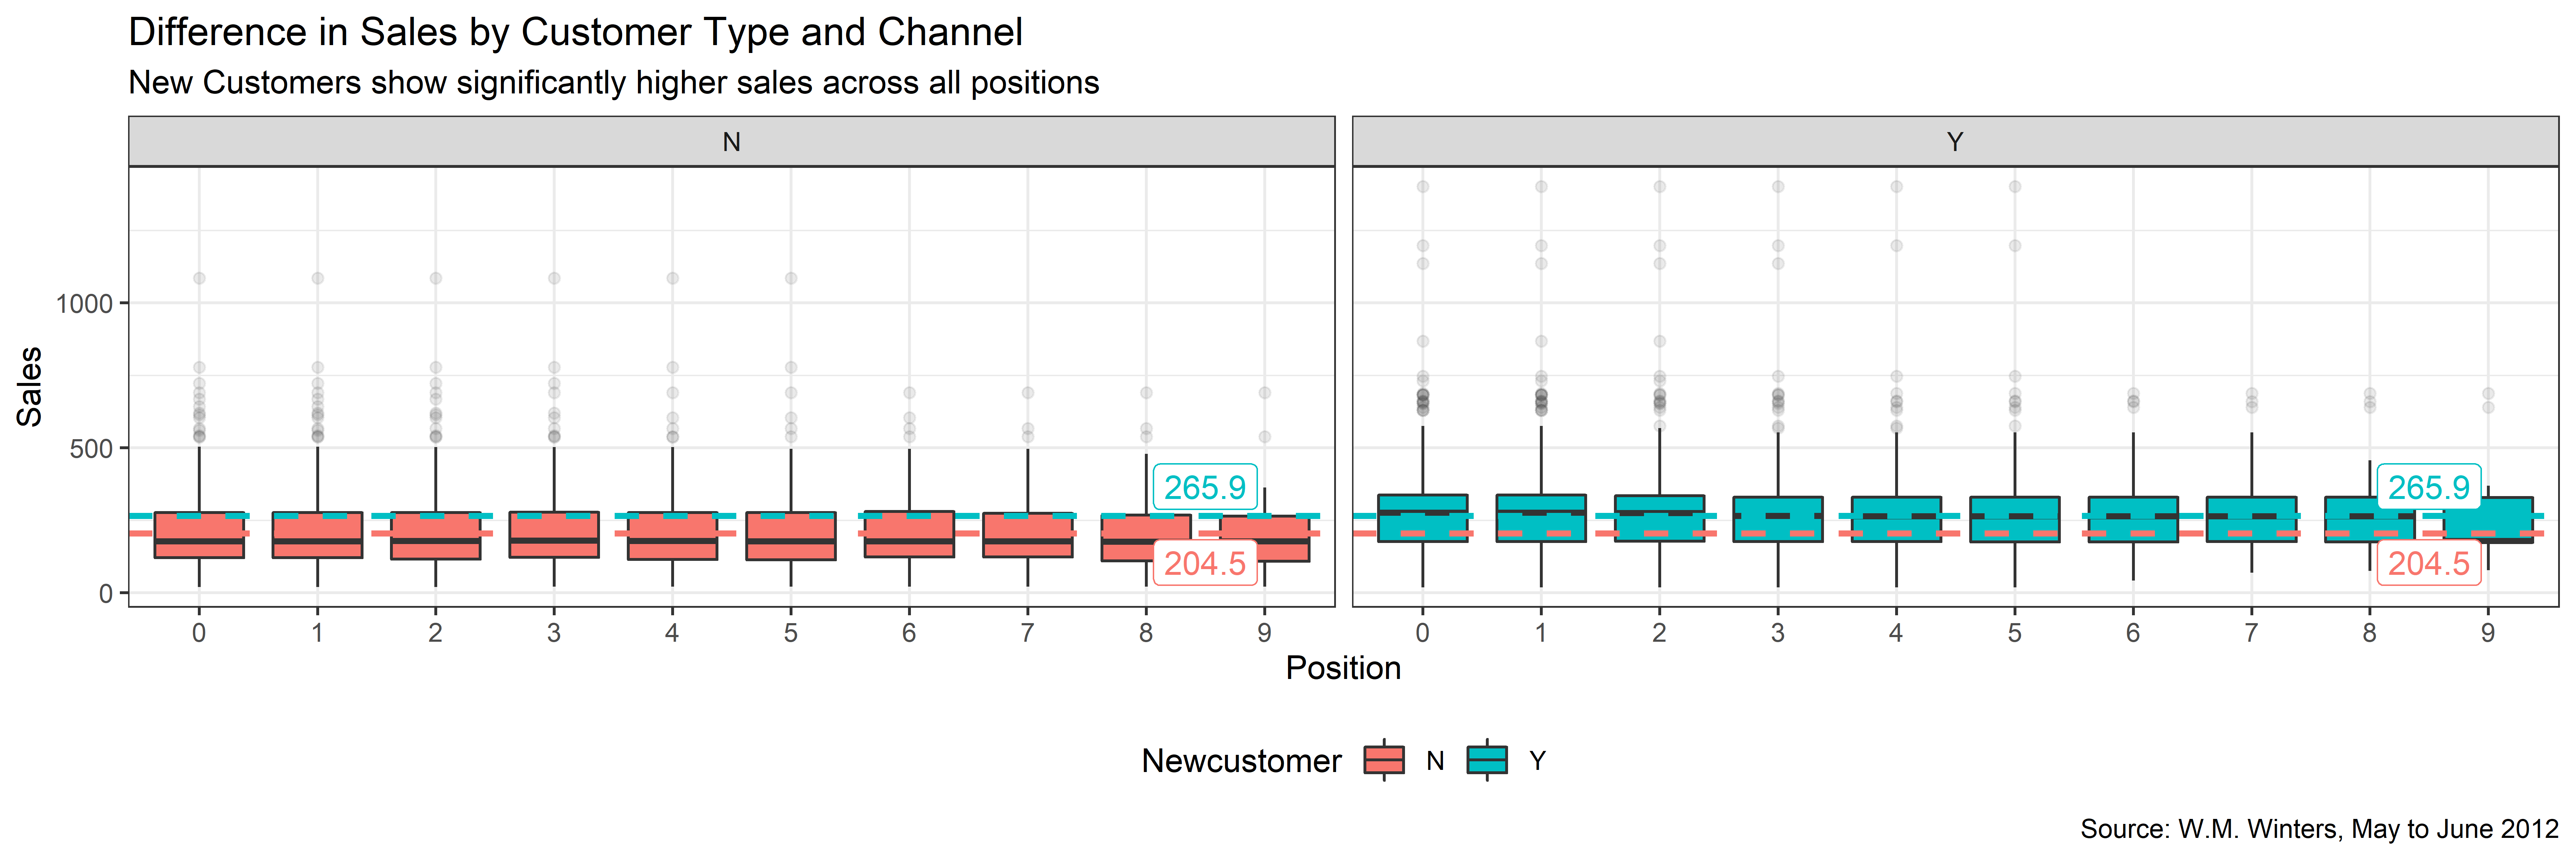 Difference in Sales by Customer Type and Channel
New Customers show significantly higher sales across all positions
N
Y
Sales
1000
500
0
265.9
204.5
265.9
204.5
0 1 2 3 4 5 6 7 8 9
0 1 2 3 4 5 6 7 8 9
Position
Newcustomer N Y
Source: W.M. Winters, May to June 2012